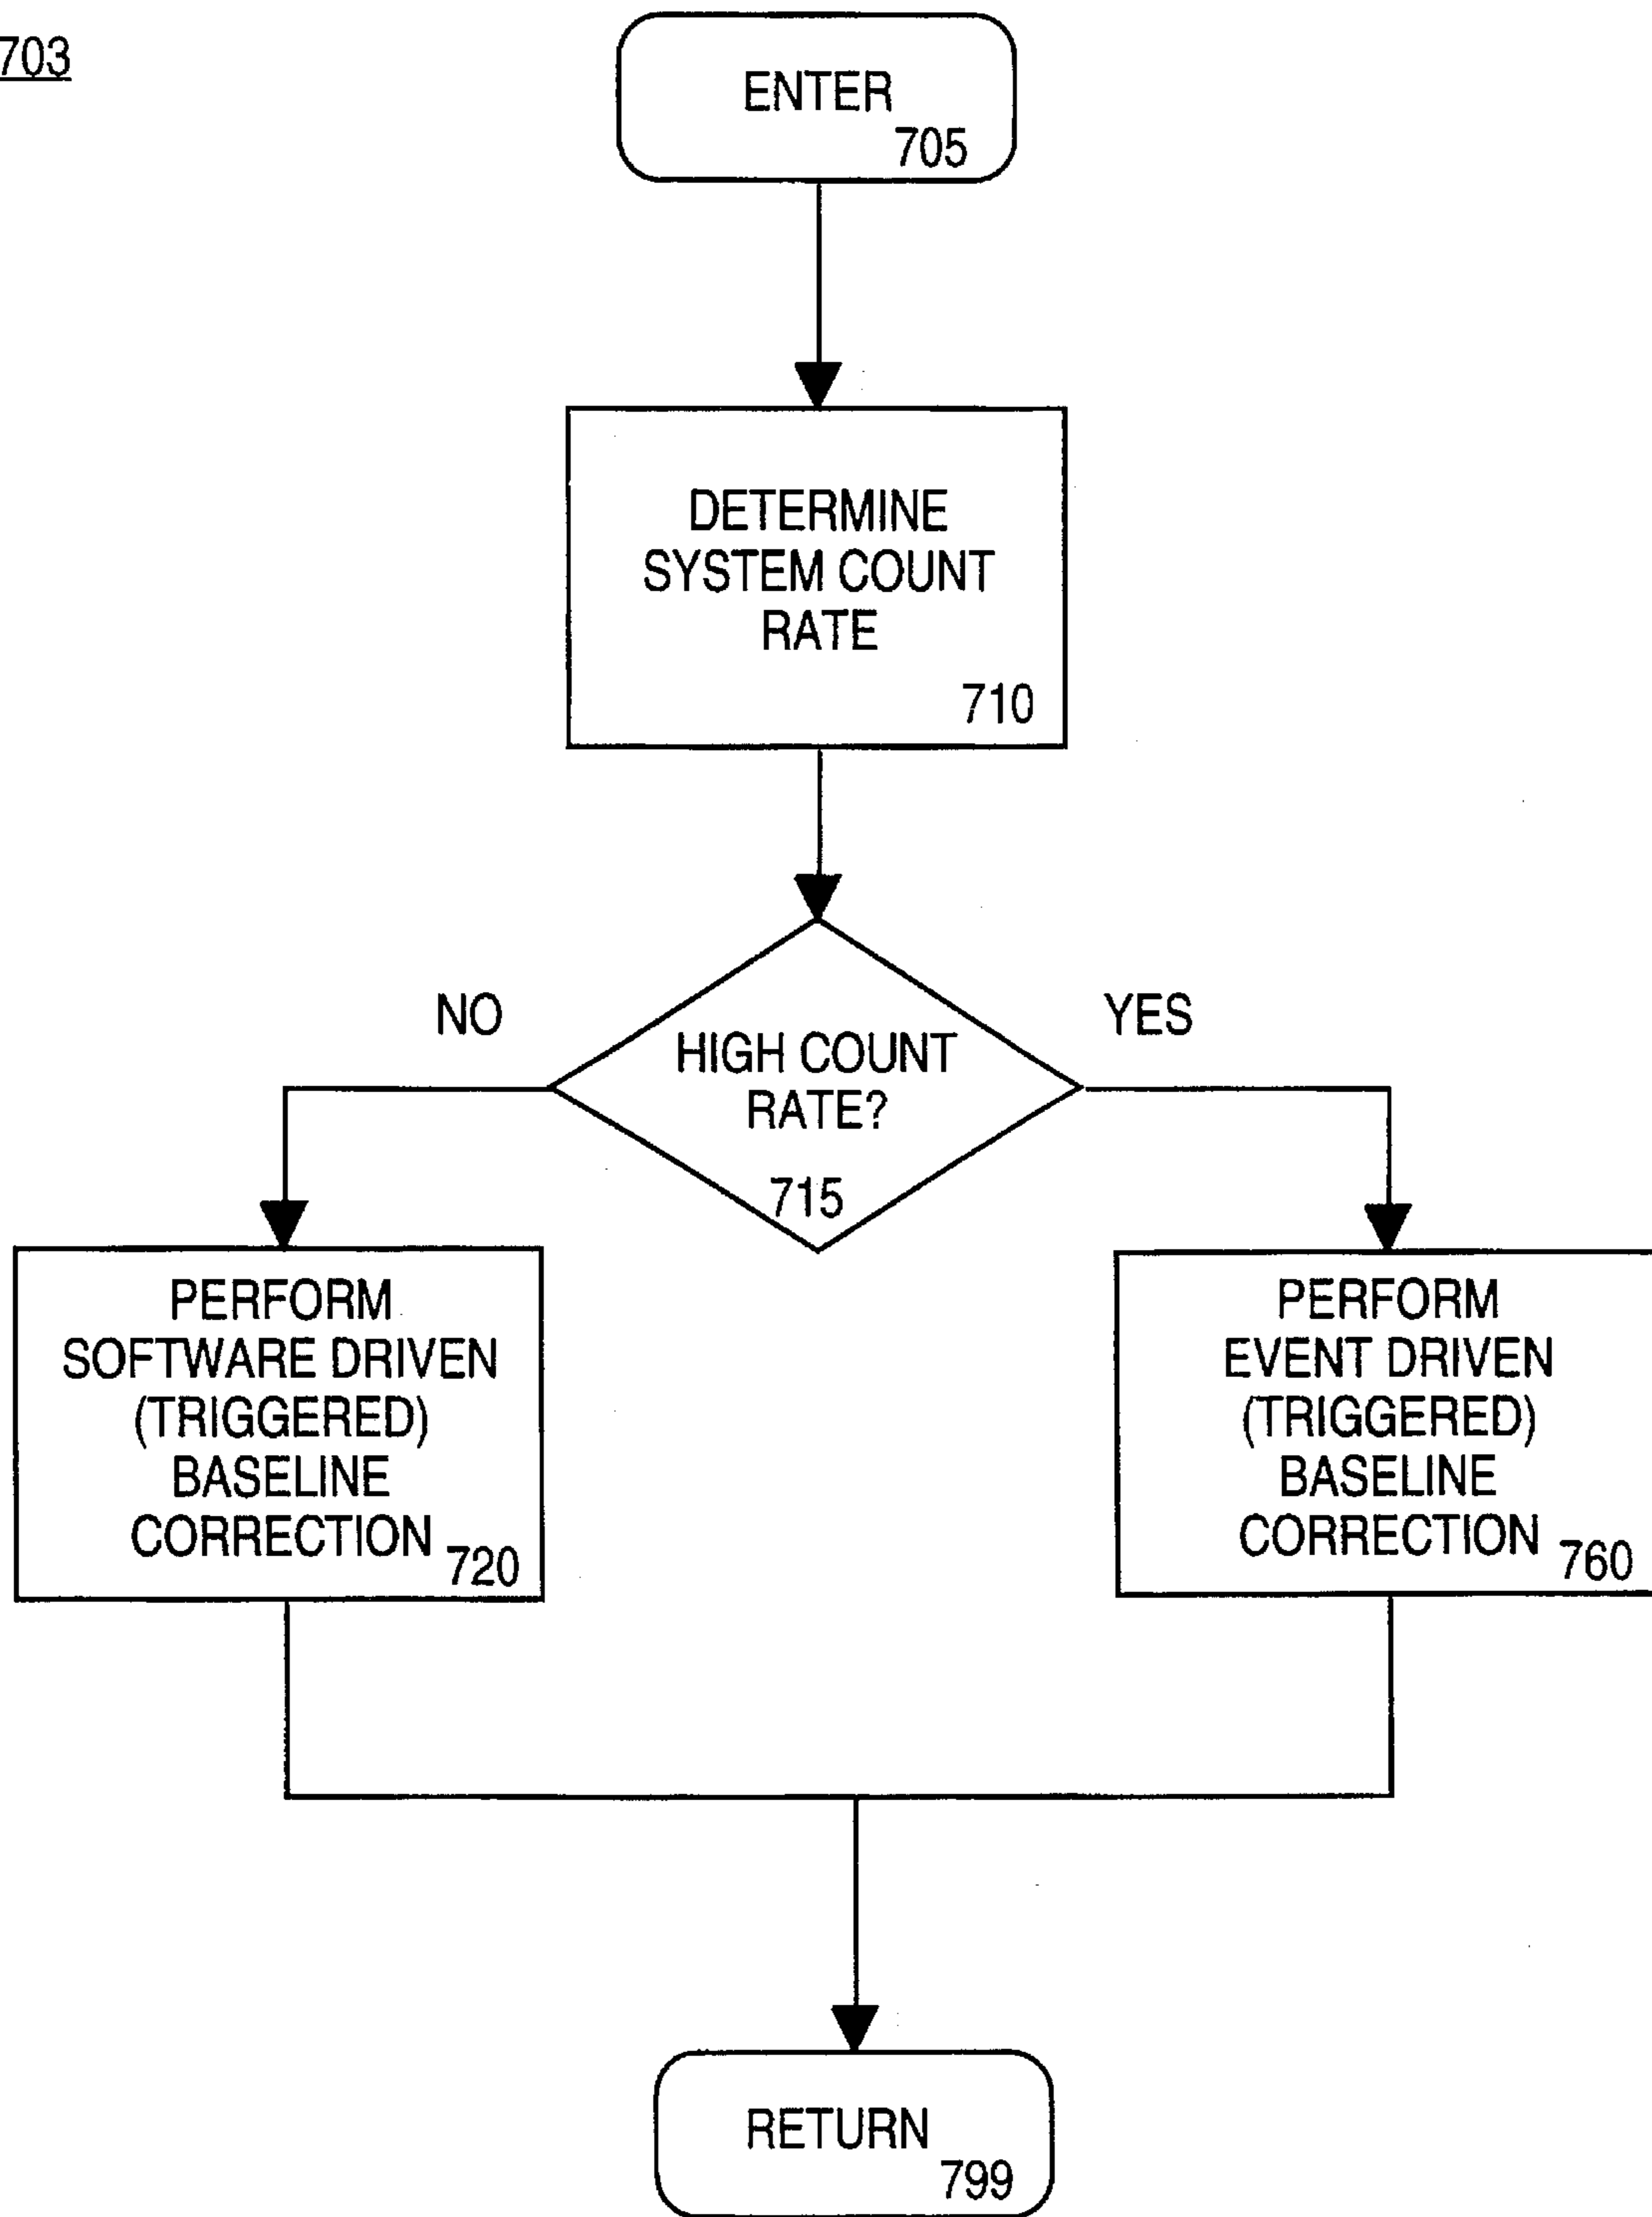 703
ENTER
705
DETERMINE
SYSTEM COUNT
RATE
710
NO
YES
HIGH COUNT
RATE?
715
PERFORM
SOFTWARE DRIVEN
(TRIGGERED)
BASELINE
CORRECTION
720
PERFORM
EVENT DRIVEN
(TRIGGERED)
BASELINE
CORRECTION
760
RETURN
799